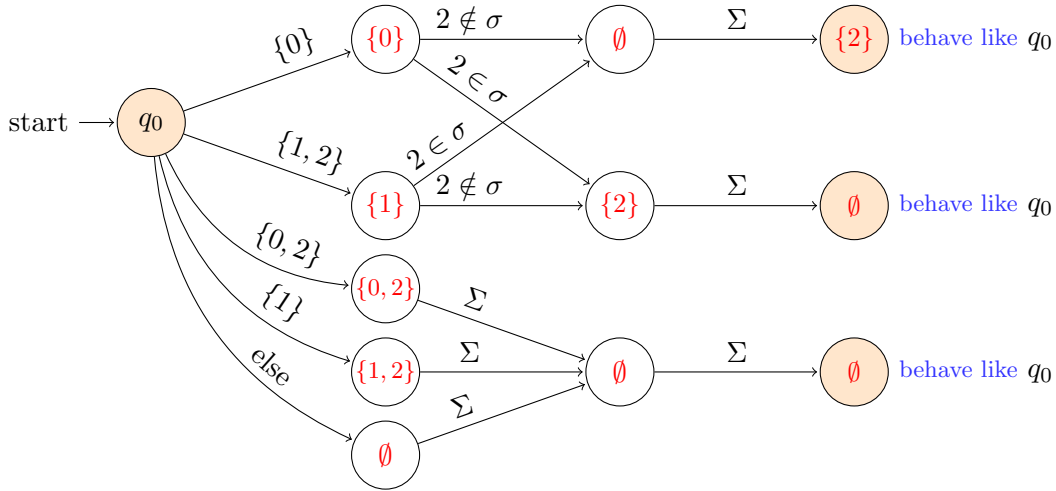 {0} {0} 2 ∉ σ ∅ Σ {2} behave like q₀
2 ∈ σ
start q₀
{1, 2} 2 ∈ σ
{1} 2 ∉ σ {2} Σ ∅ behave like q₀
{0, 2} {0, 2} Σ
{1} {1, 2} Σ ∅ Σ ∅ behave like q₀
else ∅ Σ